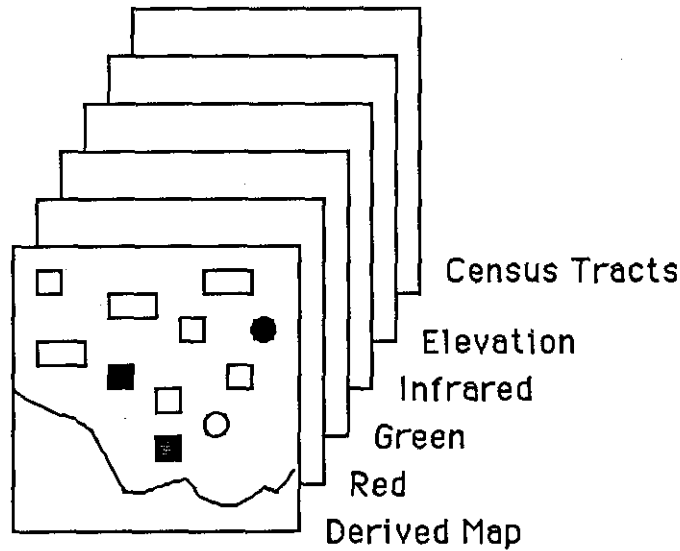 Census Tracts
Elevation
Infrared
Green
Red
Derived Map